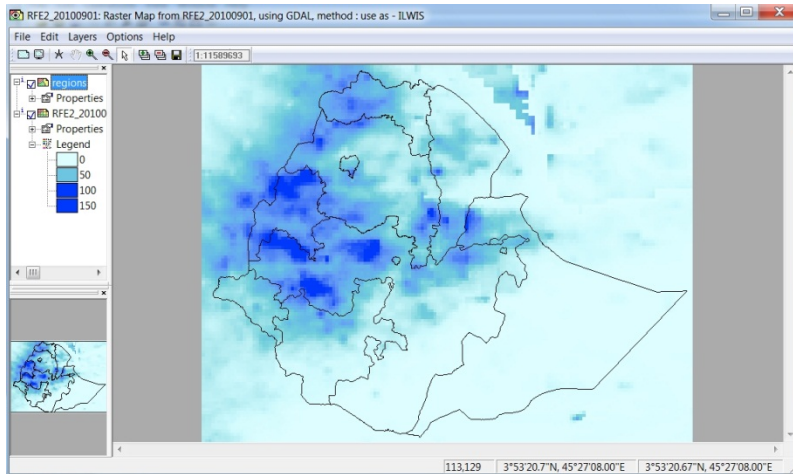 RFE2_20100901: Raster Map from RFE2_20100901, using GDAL, method : use as - ILWIS
File Edit Layers Options Help
1:11589693
regions
Properties
RFE2_20100
Properties
Legend
0
50
100
150
113,129 3°53'20.7"N, 45°27'08.00"E 3°53'20.67"N, 45°27'08.00"E